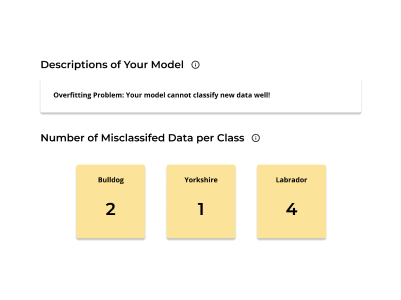 Descriptions of Your Model
Overfitting Problem: Your model cannot classify new data well!
Number of Misclassifed Data per Class
Bulldog
Yorkshire
Labrador
2
1
4